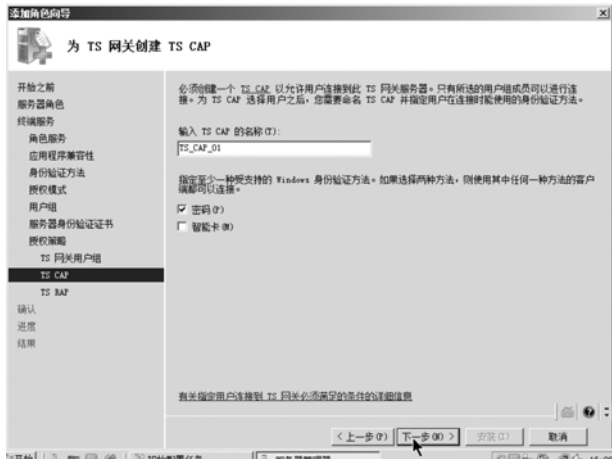 添加角色向导
为 TS 网关创建 TS CAP
开始之前
服务器角色
终端服务
角色服务
应用程序兼容性
身份验证方法
授权模式
用户组
服务器身份验证证书
授权策略
TS 网关用户组
TS CAP
TS RAP
确认
进度
结果
必须创建一个 TS CAP 以允许用户连接到此 TS 网关服务器。只有所选的用户组成员可以进行连
接。为 TS CAP 选择用户之后，您需要命名 TS CAP 并指定用户在连接时能使用的身份验证方法。
输入 TS CAP 的名称(T):
TS_CAP_01
指定至少一种受支持的 Windows 身份验证方法。如果选择两种方法，则使用其中任何一种方法的客户
端都可以连接。
密码(P)
智能卡(M)
有关指定用户连接到 TS 网关必须满足的条件的详细信息
< 上一步(P)
下一步(N) >
安装(I)
取消